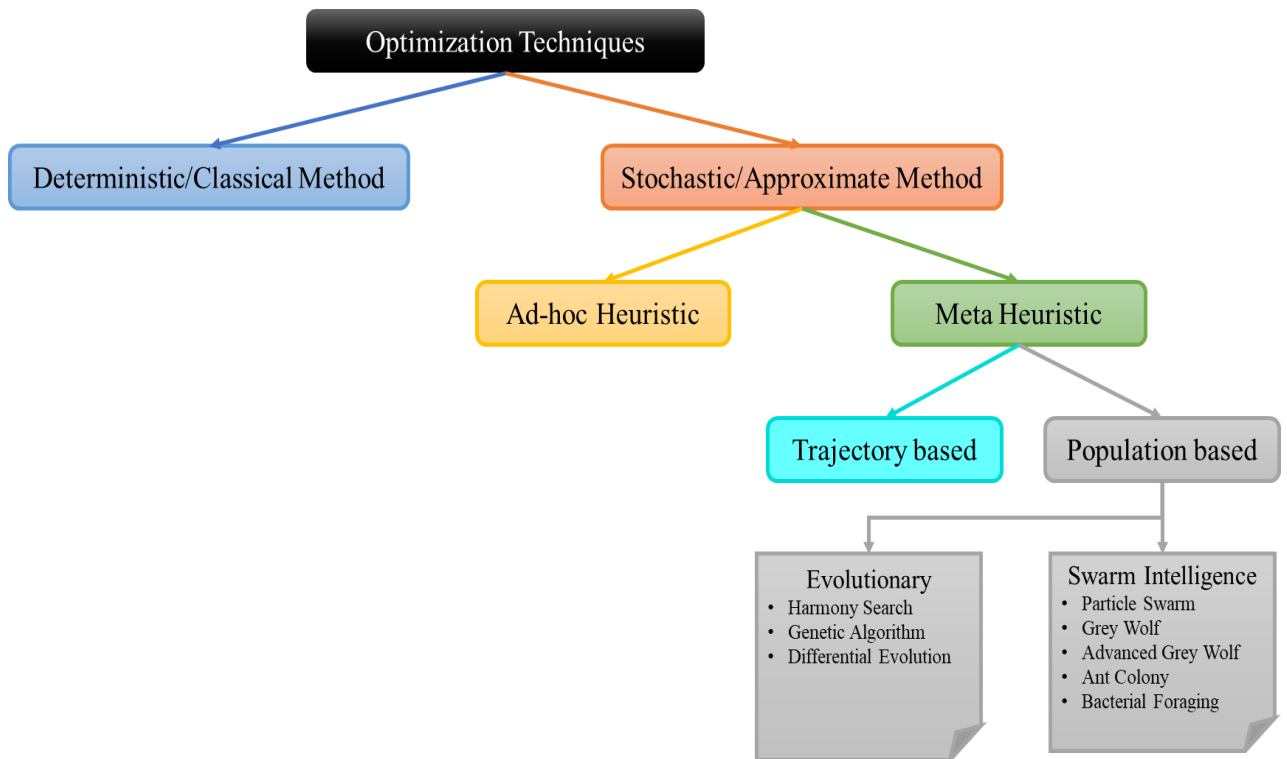 Optimization Techniques
Deterministic/Classical Method
Stochastic/Approximate Method
Ad-hoc Heuristic
Meta Heuristic
Trajectory based
Population based
Evolutionary
• Harmony Search
• Genetic Algorithm
• Differential Evolution
Swarm Intelligence
• Particle Swarm
• Grey Wolf
• Advanced Grey Wolf
• Ant Colony
• Bacterial Foraging